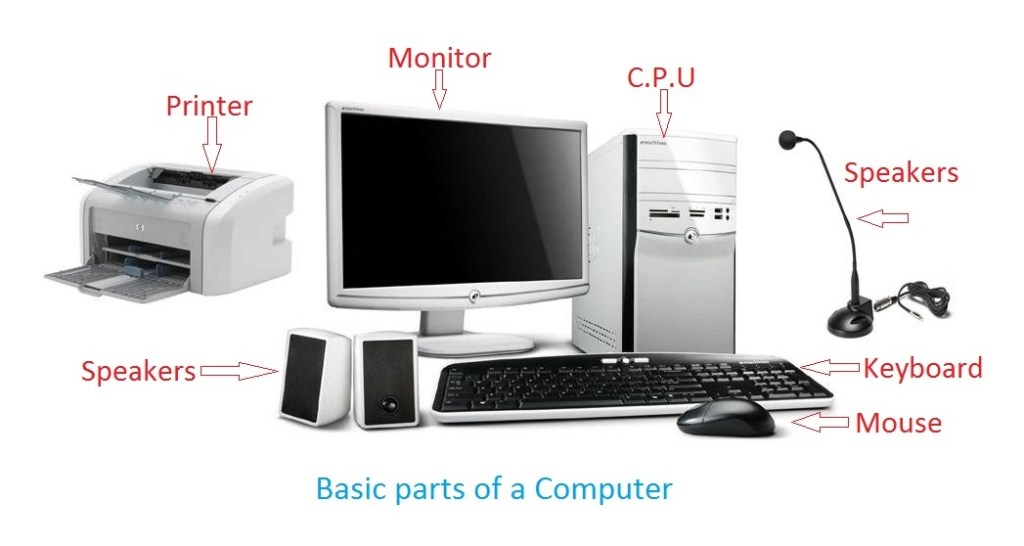 Monitor
C.P.U
Printer
Speakers
Speakers
Keyboard
Mouse
Basic parts of a Computer